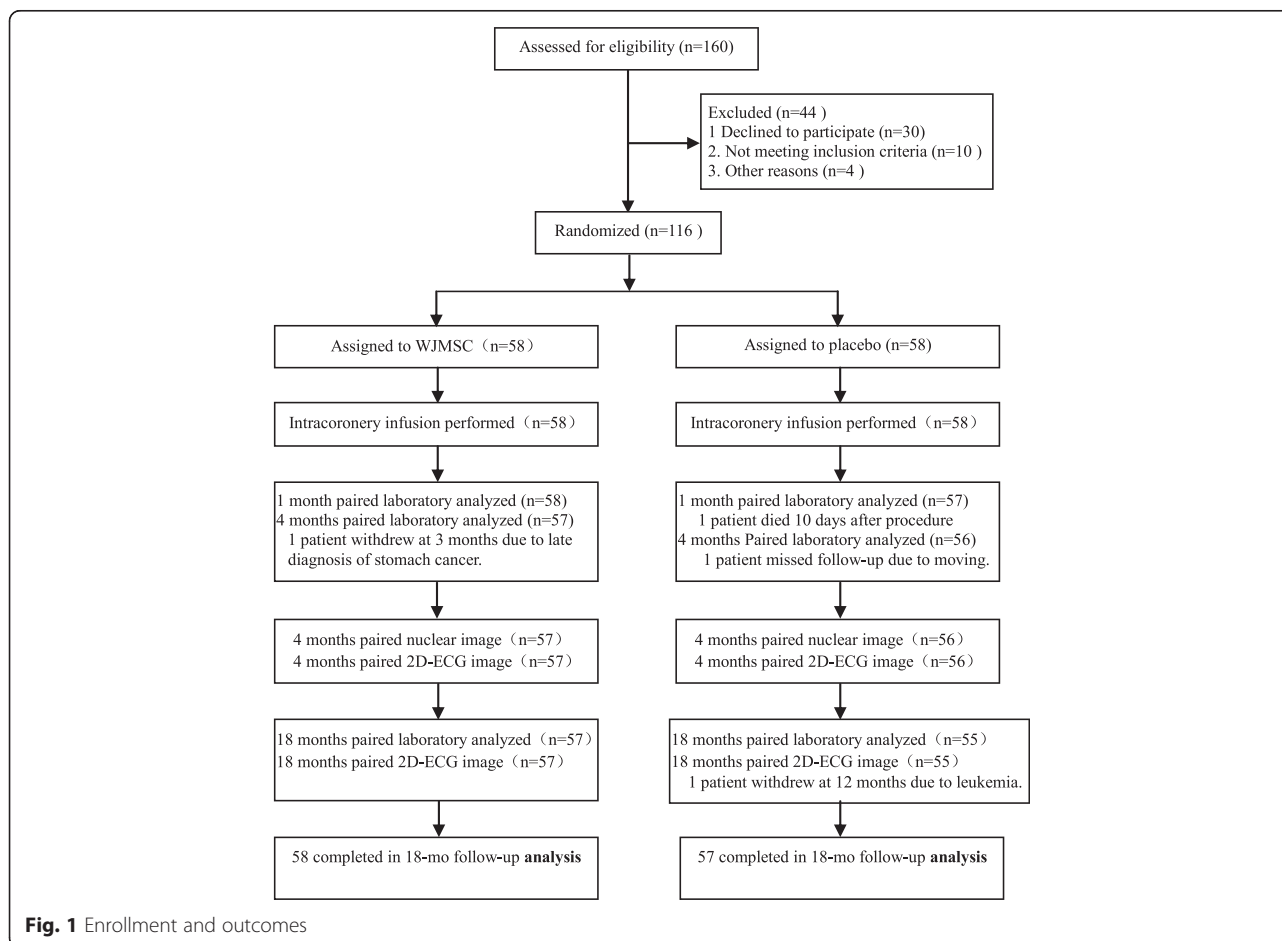 Assessed for eligibility (n=160)
Excluded (n=44 )
1 Declined to participate (n=30)
2. Not meeting inclusion criteria (n=10 )
3. Other reasons (n=4 )
Randomized (n=116 )
Assigned to WJMSC（n=58）
Assigned to placebo (n=58)
Intracoronery infusion performed（n=58）
Intracoronery infusion performed（n=58）
1 month paired laboratory analyzed (n=58)
4 months paired laboratory analyzed (n=57)
1 patient withdrew at 3 months due to late
diagnosis of stomach cancer.
1 month paired laboratory analyzed (n=57)
1 patient died 10 days after procedure
4 months Paired laboratory analyzed (n=56)
1 patient missed follow-up due to moving.
4 months paired nuclear image（n=57）
4 months paired 2D-ECG image（n=57）
4 months paired nuclear image（n=56）
4 months paired 2D-ECG image（n=56）
18 months paired laboratory analyzed（n=57）
18 months paired 2D-ECG image（n=57）
18 months paired laboratory analyzed（n=55）
18 months paired 2D-ECG image（n=55）
1 patient withdrew at 12 months due to leukemia.
58 completed in 18-mo follow-up analysis
57 completed in 18-mo follow-up analysis
Fig. 1 Enrollment and outcomes